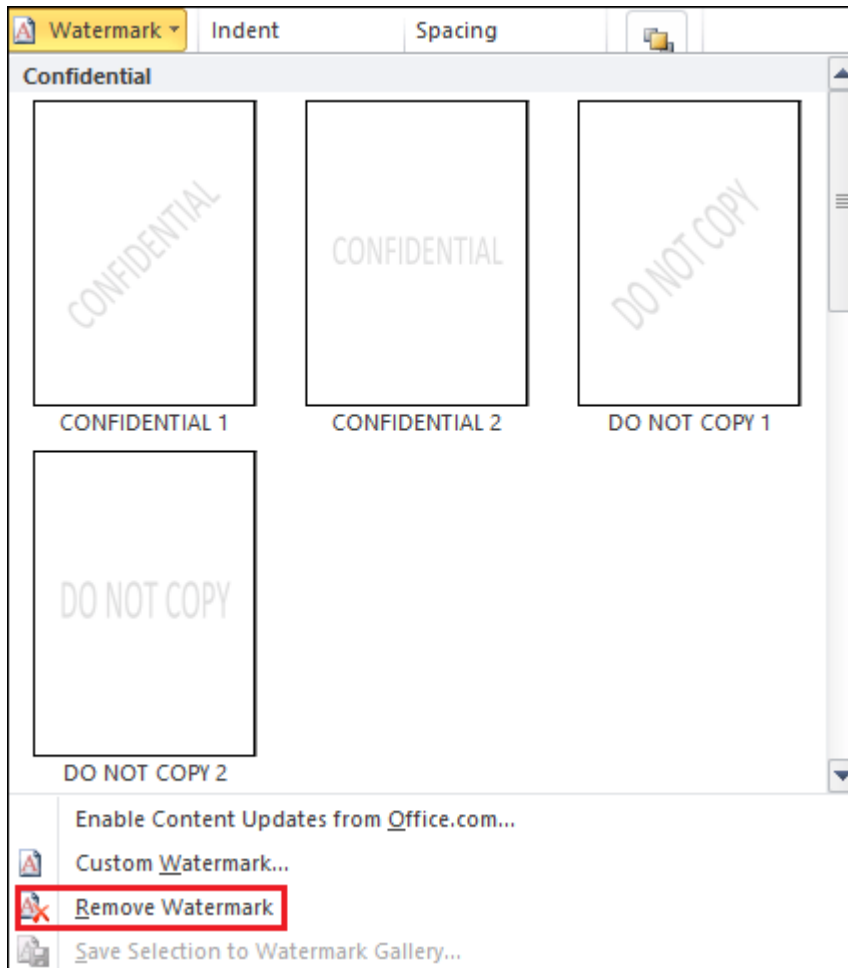 Watermark Indent Spacing
Confidential
CONFIDENTIAL CONFIDENTIAL DO NOT COPY
CONFIDENTIAL 1 CONFIDENTIAL 2 DO NOT COPY 1
DO NOT COPY
DO NOT COPY 2
Enable Content Updates from Office.com...
Custom Watermark...
Remove Watermark
Save Selection to Watermark Gallery...